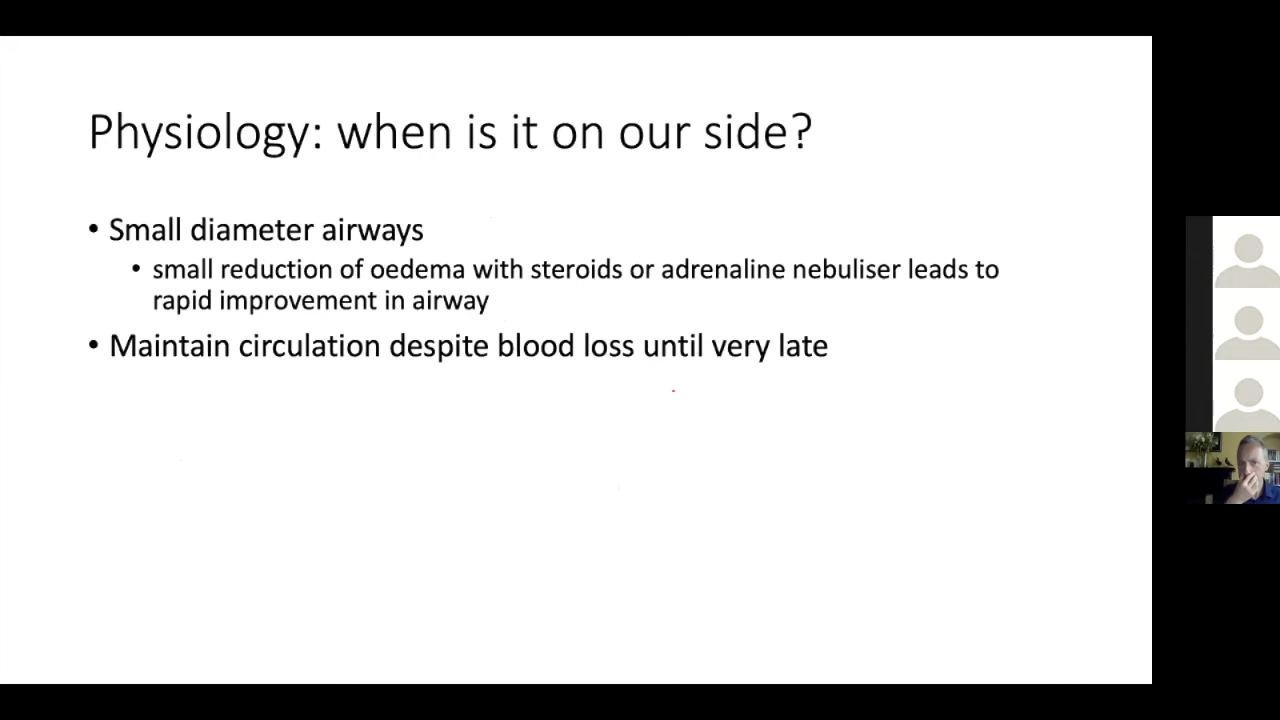 Physiology: when is it on our side?
• Small diameter airways
• small reduction of oedema with steroids or adrenaline nebuliser leads to
rapid improvement in airway
• Maintain circulation despite blood loss until very late